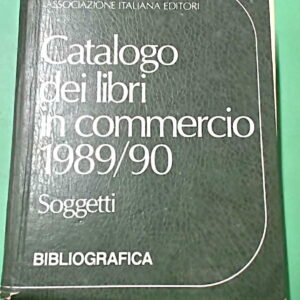 ASSOCIAZIONE ITALIANA EDITORI
Catalogo
dei libri
in commercio
1989/90
Soggetti
BIBLIOGRAFICA